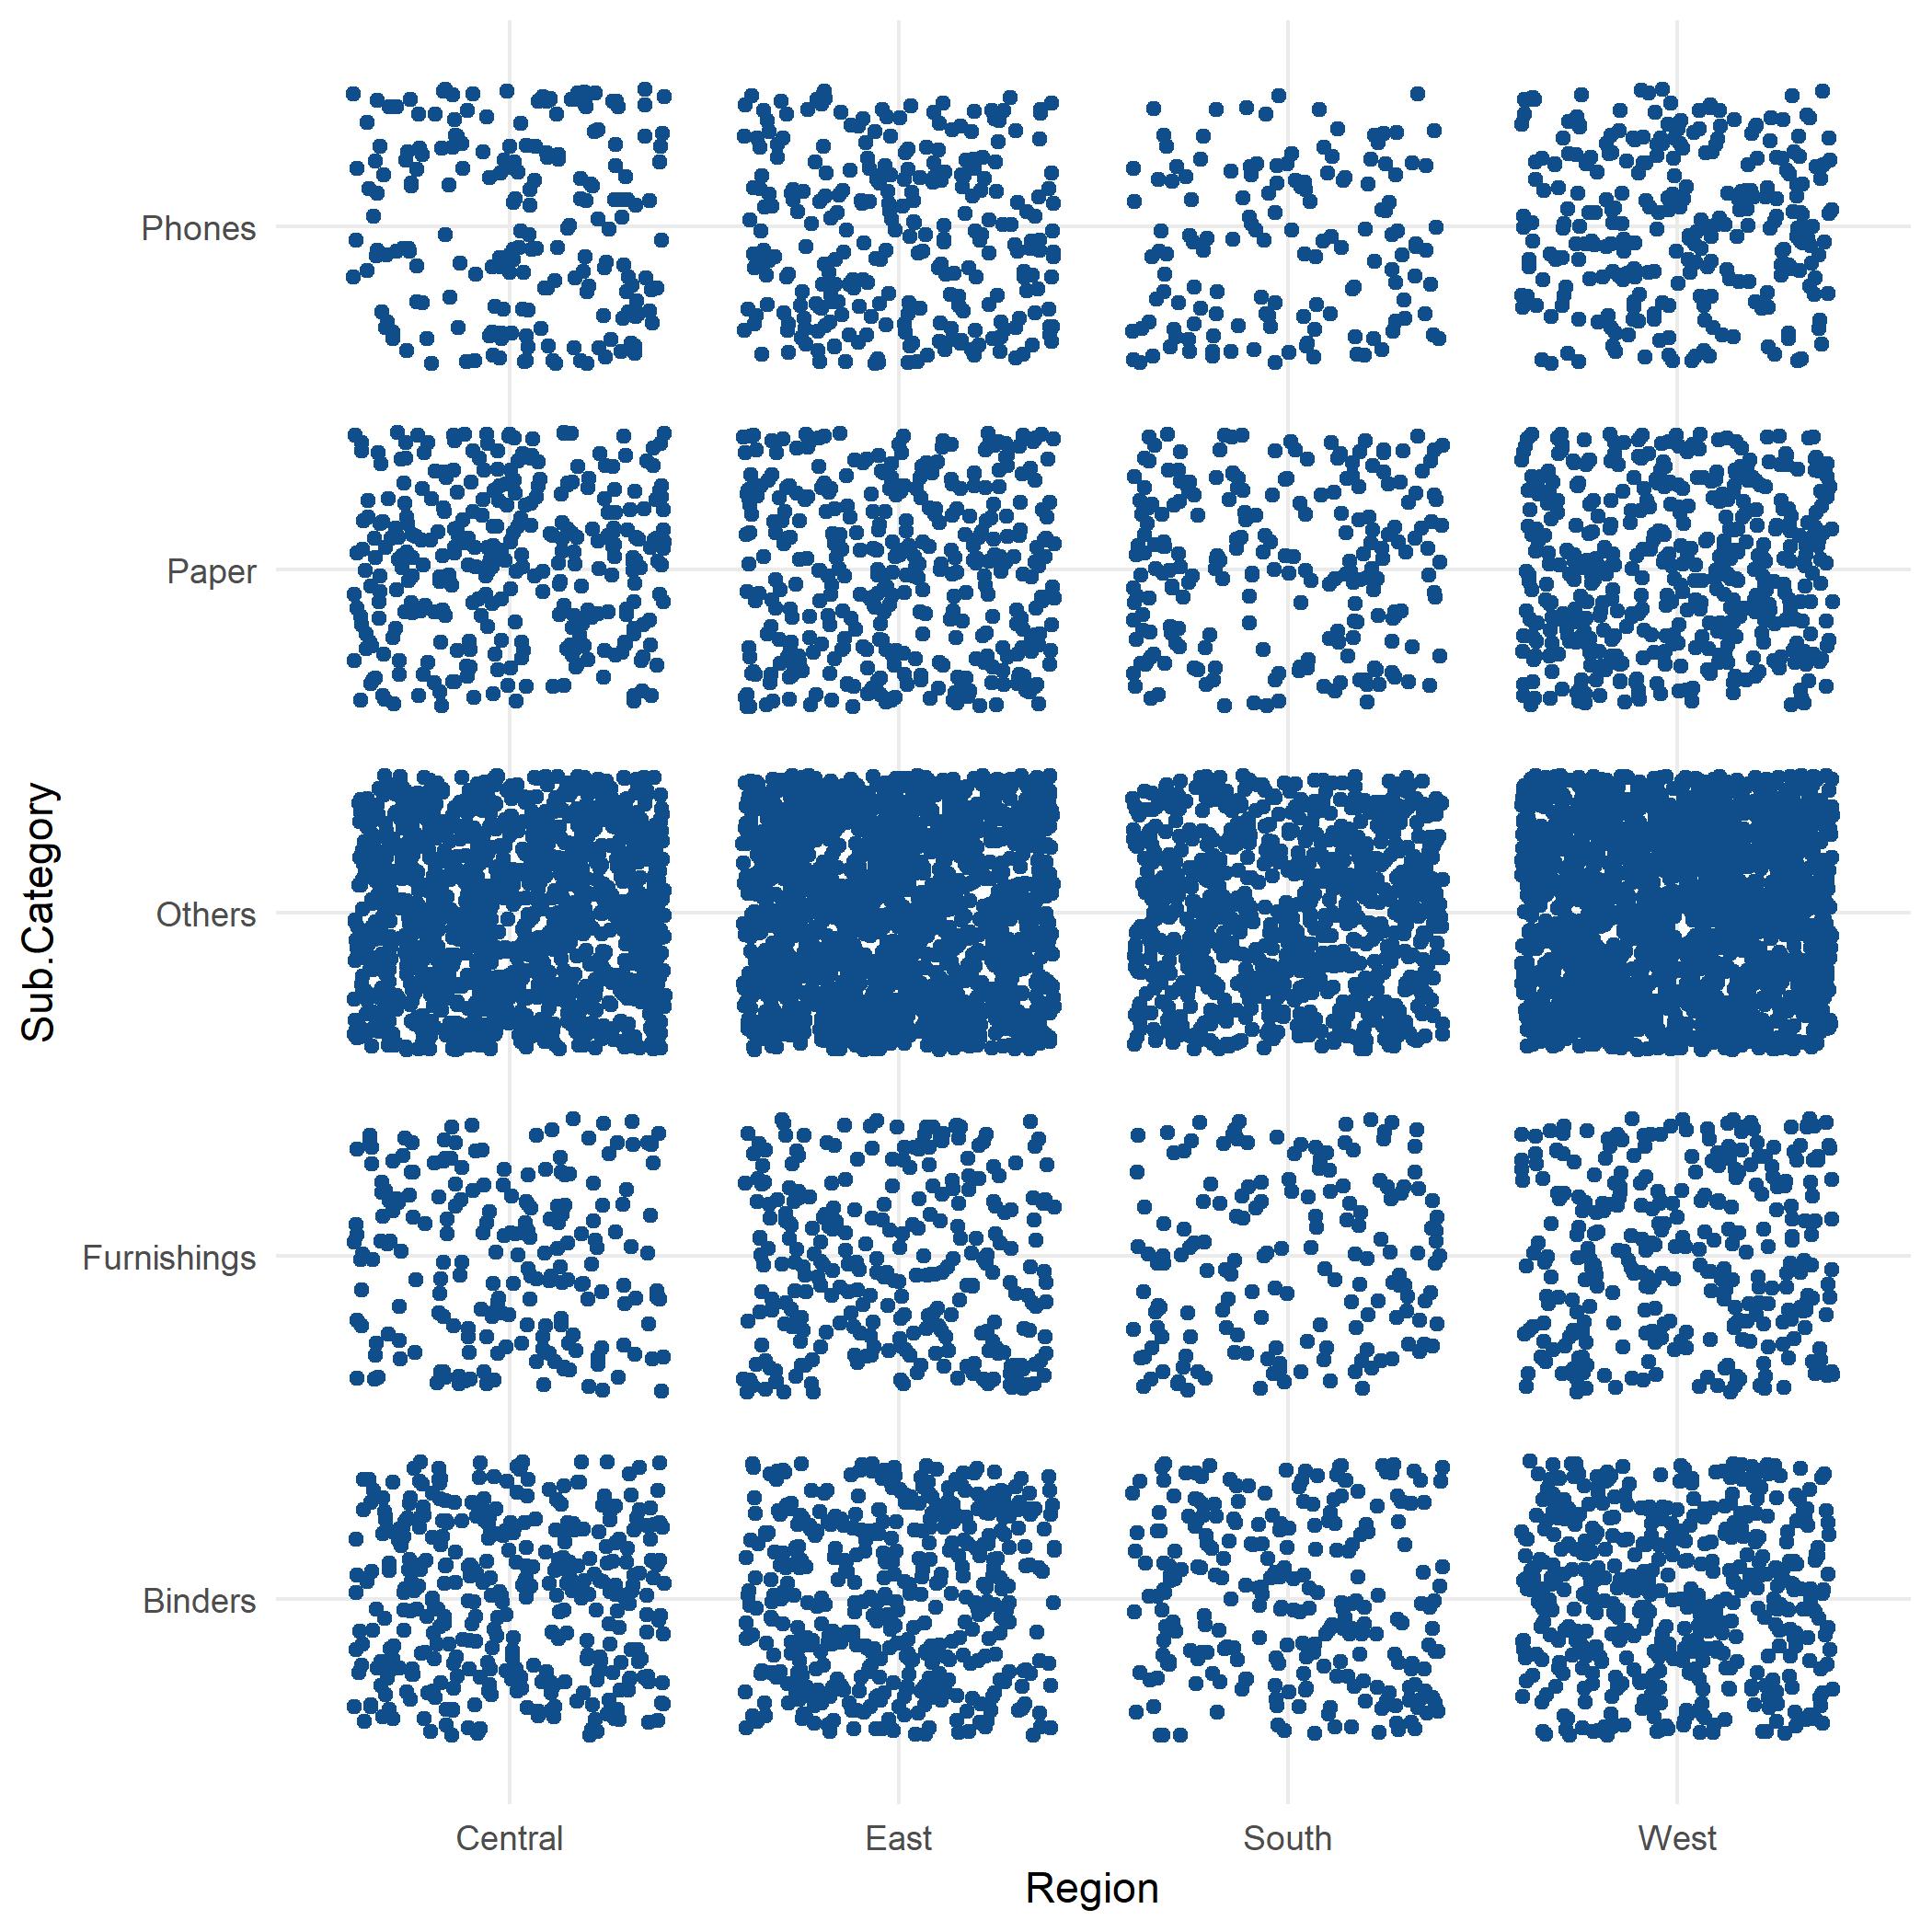 Phones
Paper
Others
Furnishings
Binders
Sub.Category
Central
East
South
West
Region